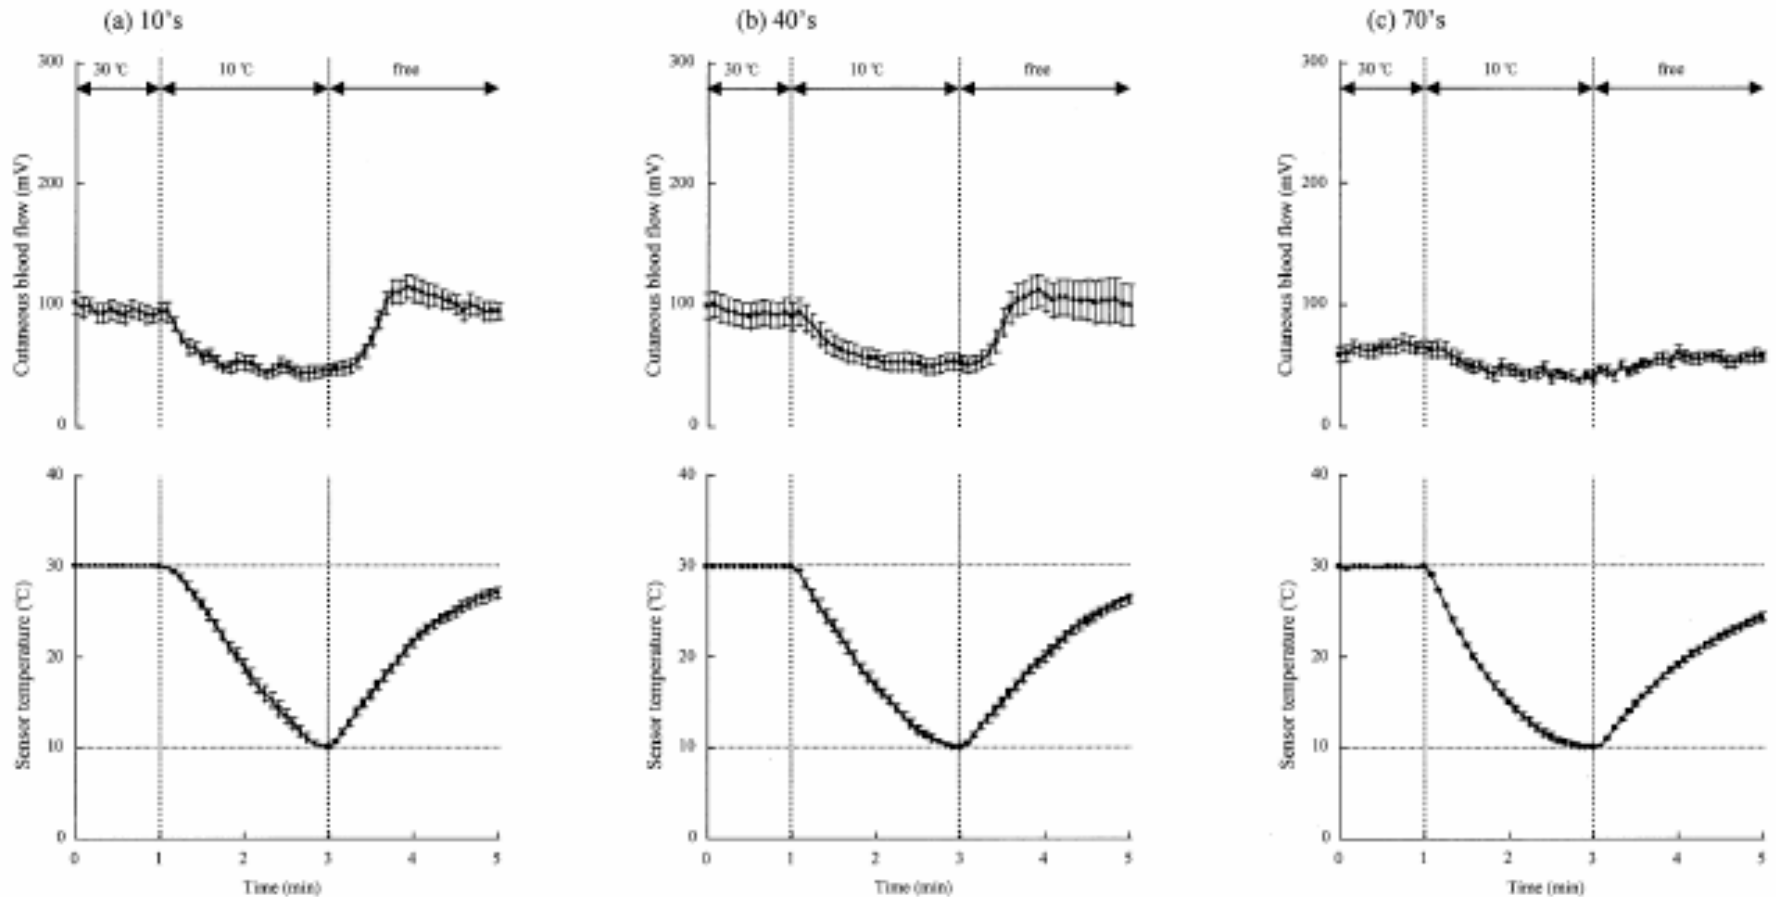 (a) 10's
(b) 40's
(c) 70's
30 ℃ 10 ℃ free
30 ℃ 10 ℃ free
30 ℃ 10 ℃ free
Cutaneous blood flow (mV)
300
200
100
0
Cutaneous blood flow (mV)
300
200
100
0
Cutaneous blood flow (mV)
300
200
100
0
Sensor temperature (℃)
40
30
20
10
0
0 1 2 3 4 5
Time (min)
Sensor temperature (℃)
40
30
20
10
0
0 1 2 3 4 5
Time (min)
Sensor temperature (℃)
40
30
20
10
0
0 1 2 3 4 5
Time (min)